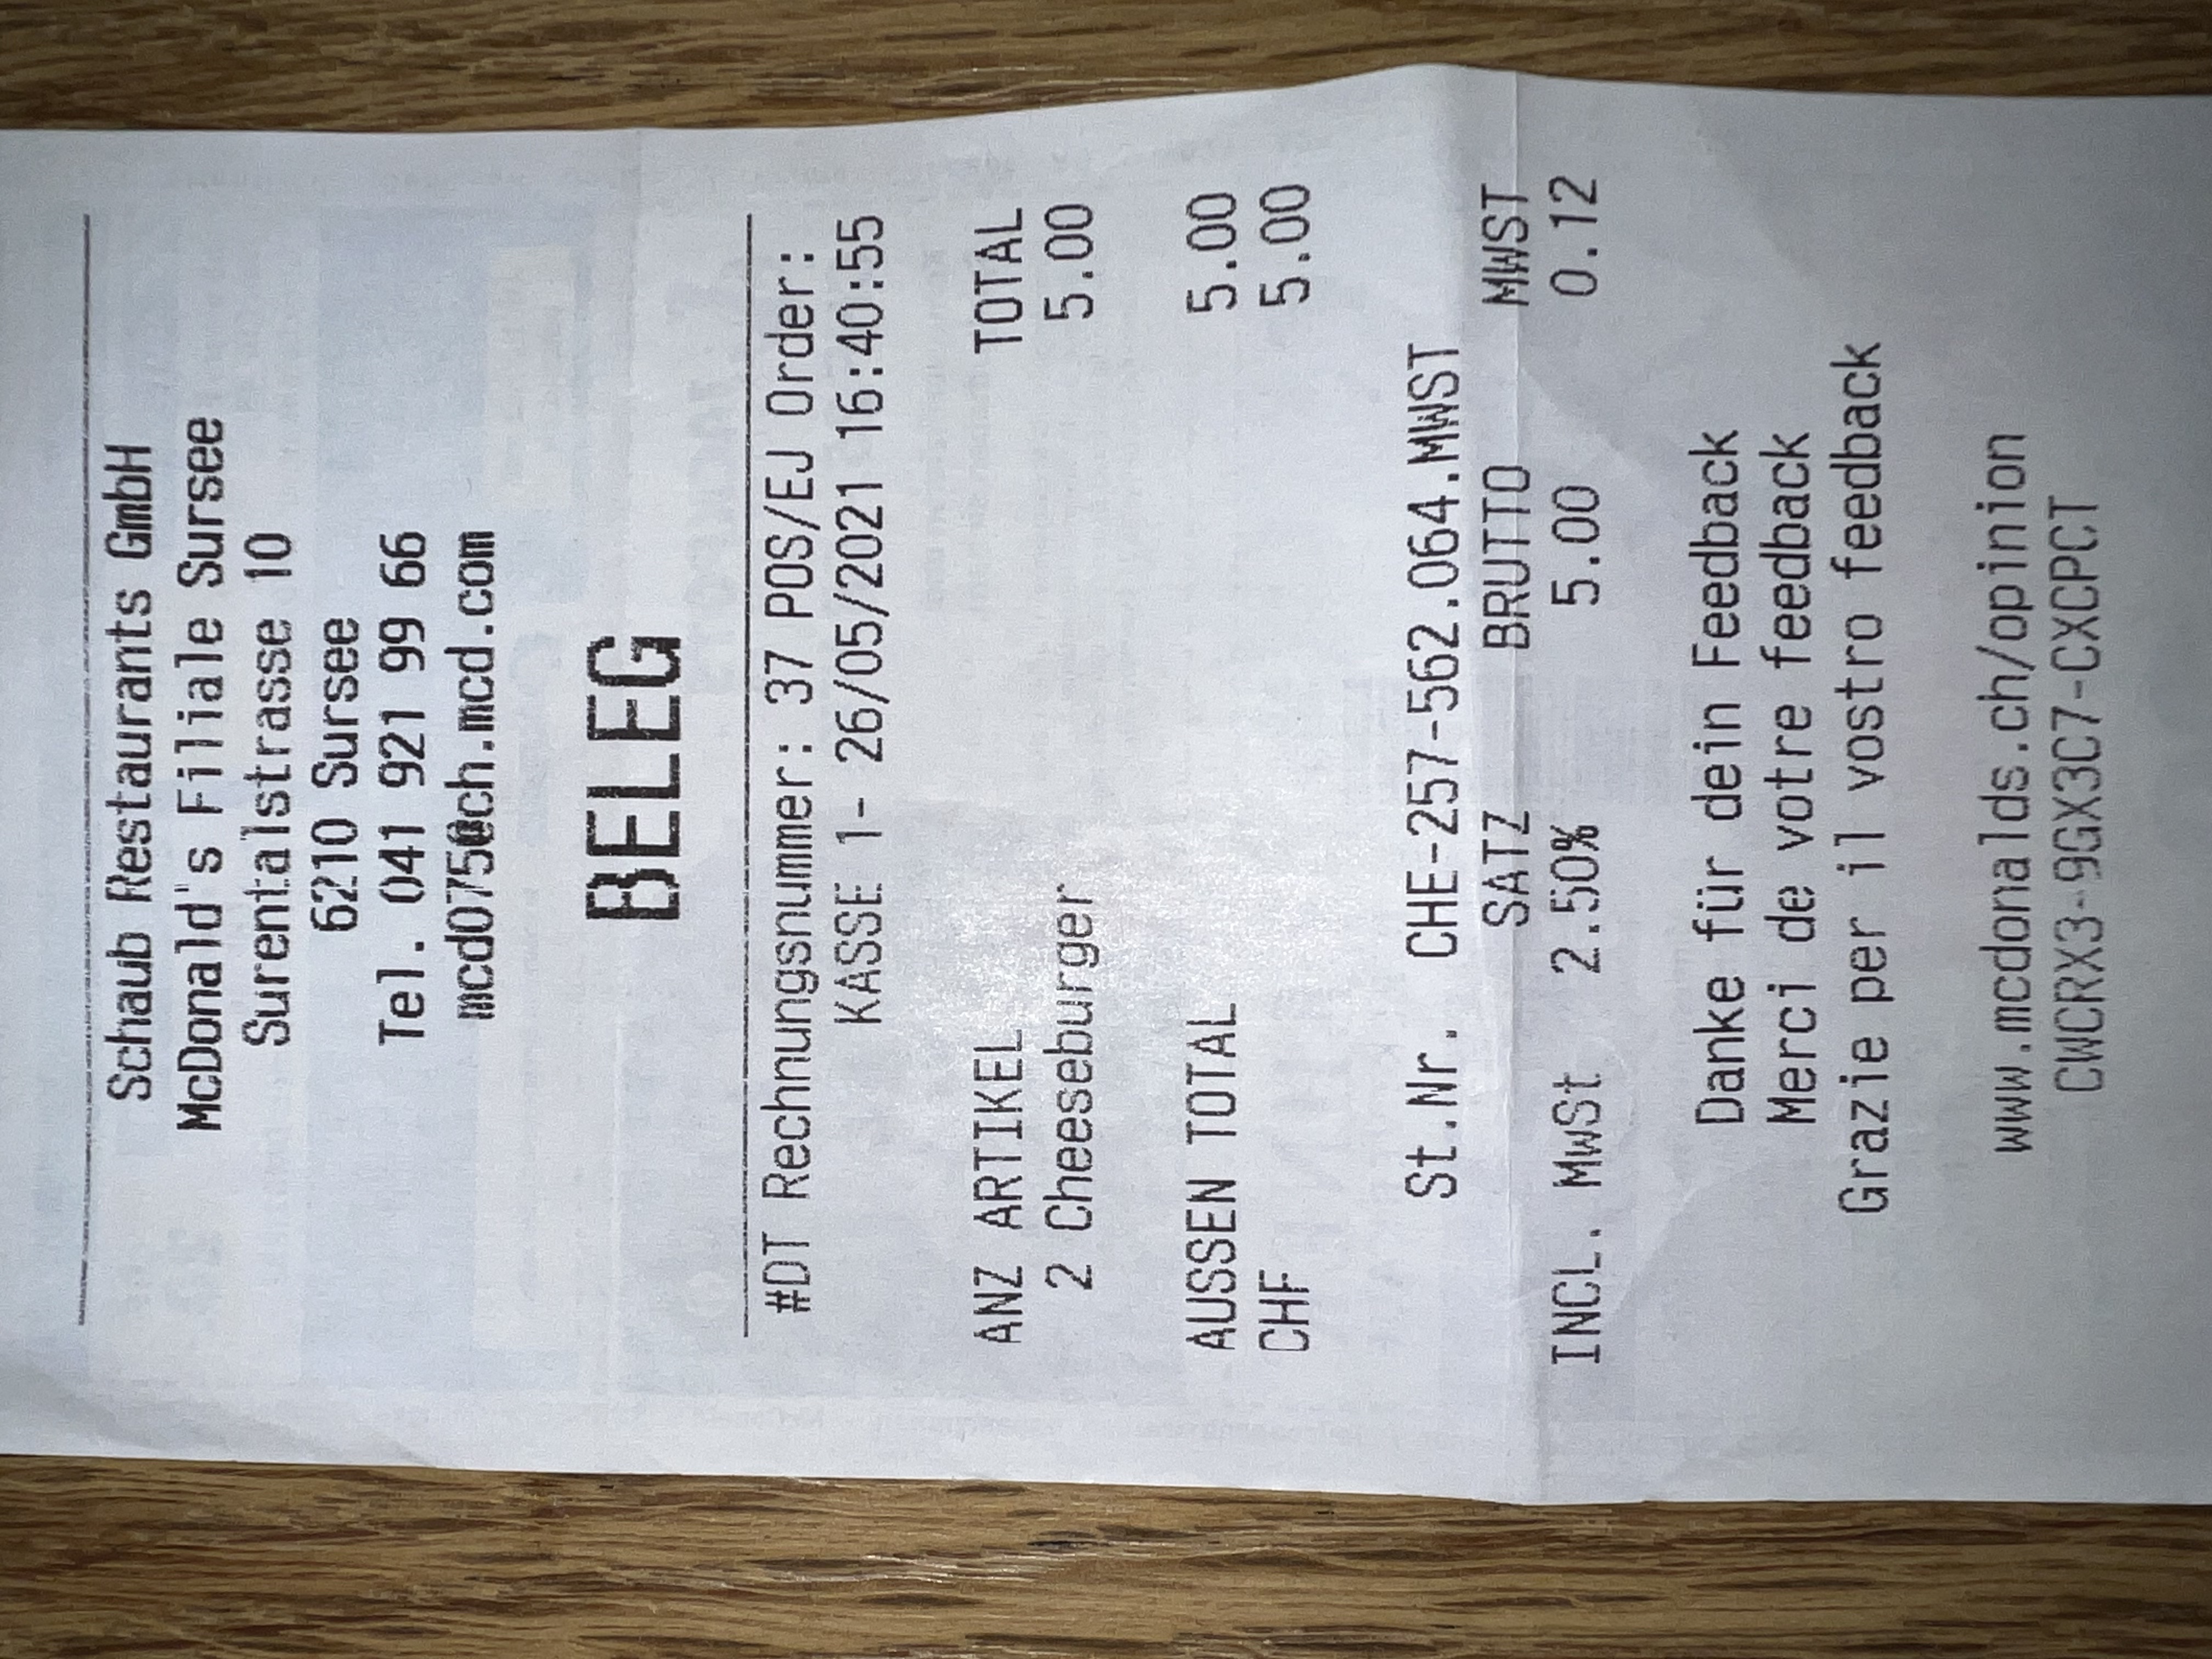 Schaub Restaurants GmbH
McDonald's Filiale Sursee
Surentalstrasse 10
6210 Sursee
Tel. 041 921 99 66
mcd075@ch.mcd.com
BELEG
#DT Rechnungsnummer: 37 POS/EJ Order:
KASSE 1- 26/05/2021 16:40:55
ANZ ARTIKEL TOTAL
2 Cheeseburger 5.00
AUSSEN TOTAL 5.00
CHF 5.00
St.Nr. CHE-257-562.064.MWST
SATZ BRUTTO MWST
INCL. MwSt 2.50% 5.00 0.12
Danke für dein Feedback
Merci de votre feedback
Grazie per il vostro feedback
www.mcdonalds.ch/opinion
CWCRX3-9GX3C7-CXCPCT